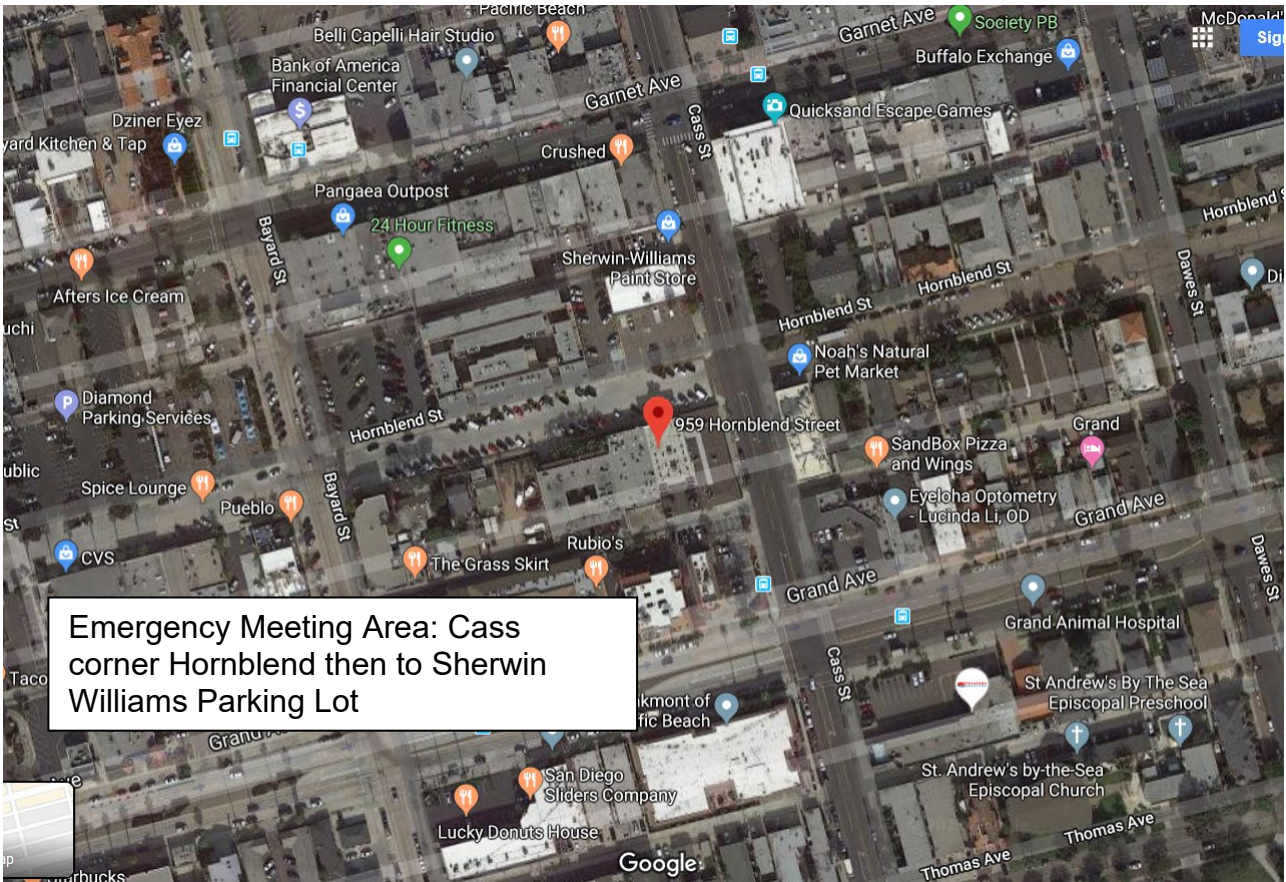 Pacific Beach
Garnet Ave
Society PB
McDonald's
Belli Capelli Hair Studio
Buffalo Exchange
Bank of America
Financial Center
Garnet Ave
Quicksand Escape Games
Dziner Eyez
yard Kitchen & Tap
Cass St
Crushed
Pangaea Outpost
24 Hour Fitness
Bayard St
Sherwin-Williams
Paint Store
Hornblend St
Hornblend St
Hornblend
Dawes St
Di
Afters Ice Cream
uchi
Noah's Natural
Pet Market
Diamond
Parking Services
P
Hornblend St
959 Hornblend Street
Grand
SandBox Pizza
and Wings
ublic
Spice Lounge
Pueblo
Bayard St
Eyeloha Optometry
- Lucinda Li, OD
Grand Ave
St
CVS
Rubio's
The Grass Skirt
Dawes St
Grand Ave
Grand Animal Hospital
Emergency Meeting Area: Cass
corner Hornblend then to Sherwin
Williams Parking Lot
Taco
Cass St
St Andrew's By The Sea
Episcopal Preschool
kmont of
fic Beach
Grand
San Diego
Sliders Company
St. Andrew's by-the-Sea
Episcopal Church
Lucky Donuts House
Thomas Ave
Thomas Ave
Google
ap
Starbucks
Sign